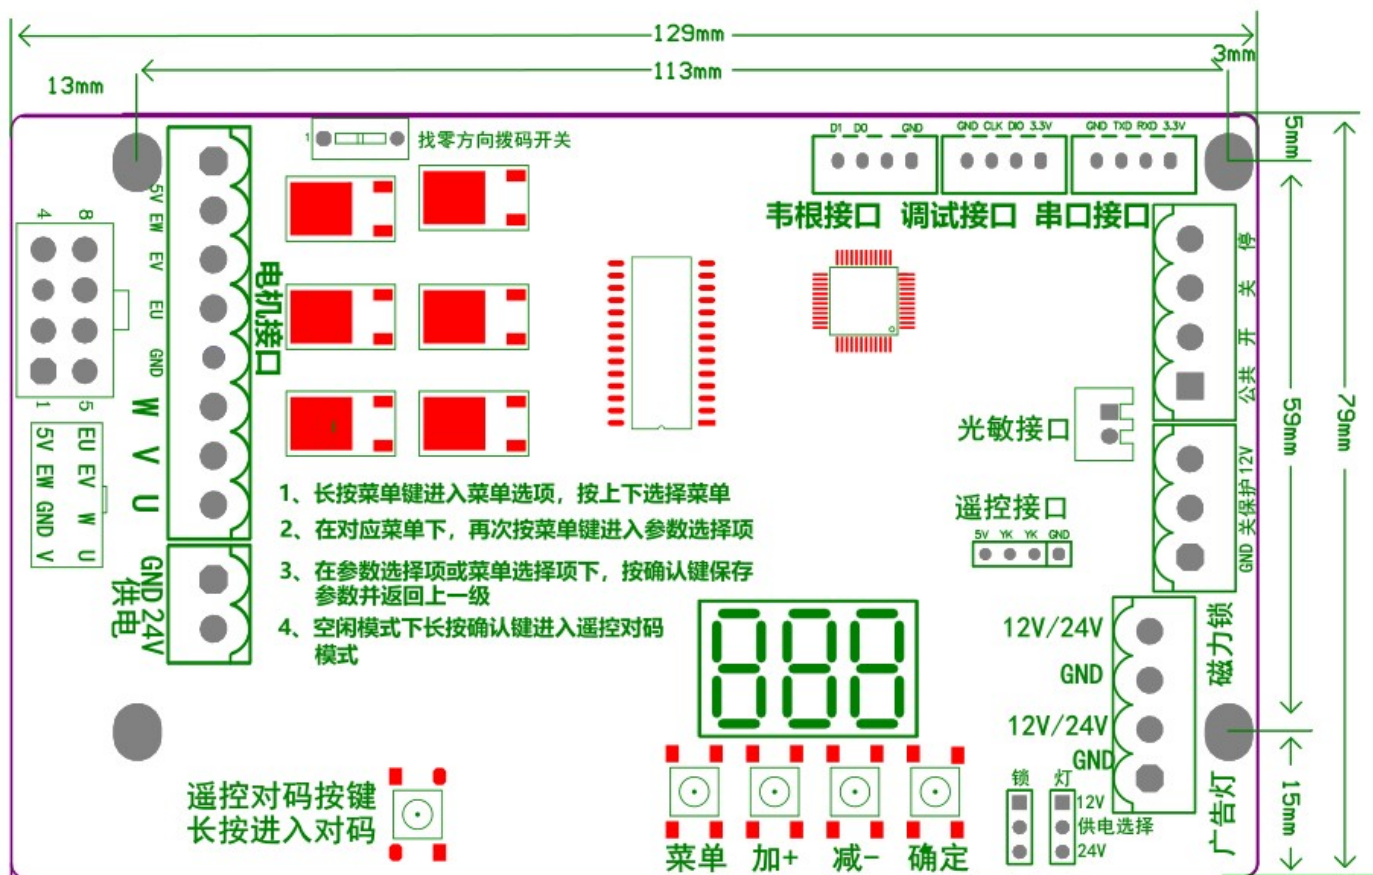 129mm
113mm
3mm
13mm
5mm
1
找零方向拨码开关
D1 D0 GND
GND CLK DIO 3.3V
GND TXD RXD 3.3V
韦根接口 调试接口 串口接口
4 8
1 5
5V EW GND V
EU EV W U
5V
EW
EV
EU
GND
W
V
U
电机接口
GND 24V
供电
停
关
开
公共
59mm
79mm
光敏接口
12V
关保护
GND
遥控接口
5V YK YK GND
1、长按菜单键进入菜单选项，按上下选择菜单
2、在对应菜单下，再次按菜单键进入参数选择项
3、在参数选择项或菜单选择项下，按确认键保存
参数并返回上一级
4、空闲模式下长按确认键进入遥控对码
模式
888
12V/24V
GND
12V/24V
GND
磁力锁
广告灯
15mm
遥控对码按键
长按进入对码
菜单 加+ 减- 确定
锁 灯
12V
供电选择
24V